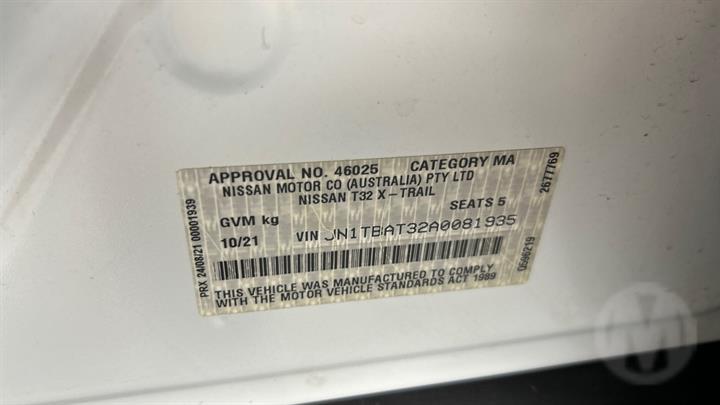 APPROVAL NO. 46025 CATEGORY MA
NISSAN MOTOR CO (AUSTRALIA) PTY LTD
NISSAN T32 X-TRAIL
GVM kg SEATS 5
10/21 VIN JN1TBAT32A0081935
THIS VEHICLE WAS MANUFACTURED TO COMPLY
WITH THE MOTOR VEHICLE STANDARDS ACT 1989
PRX 24/08/21 00001939
2677769
0596219
M